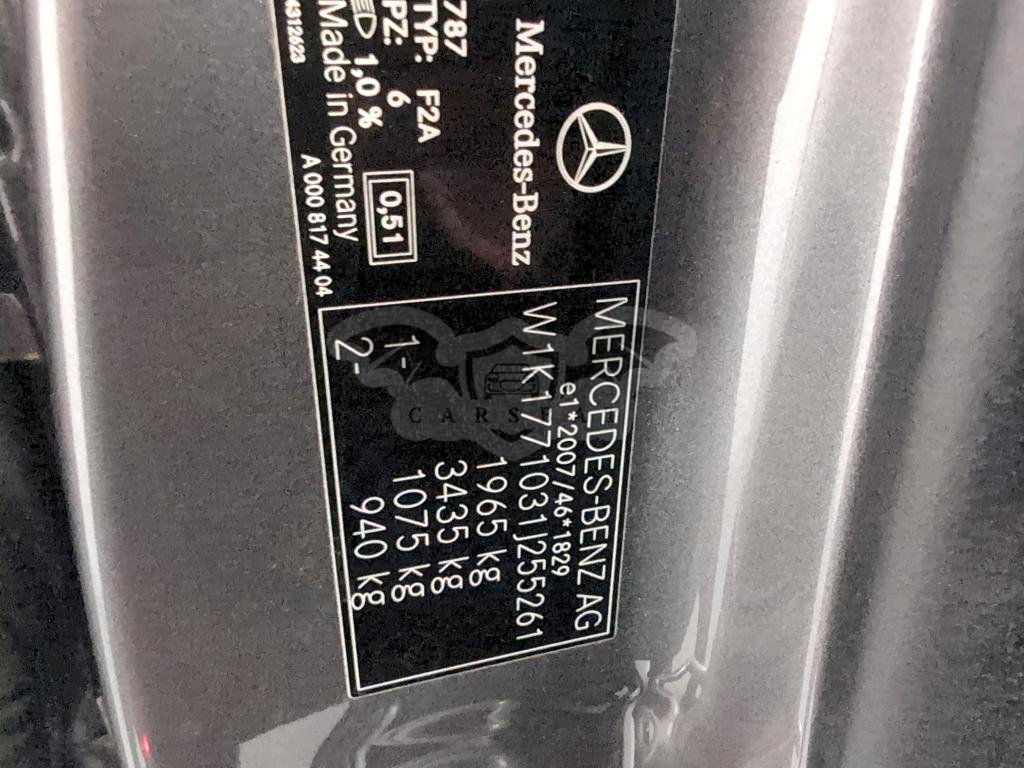 Mercedes-Benz
787
TYP: F2A
PZ: 6
0,51
1,0 %
Made in Germany
A 000 817 44 04
MERCEDES-BENZ AG
e1*2007/46*1829
W1K1771031J255261
1965 kg
3435 kg
1- 1075 kg
2- 940 kg